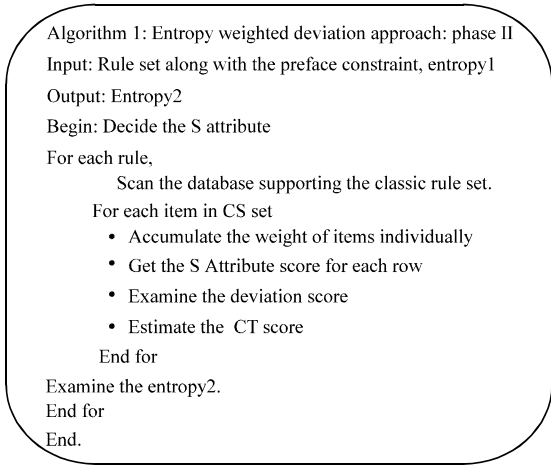 Algorithm 1: Entropy weighted deviation approach: phase II
Input: Rule set along with the preface constraint, entropy1
Output: Entropy2
Begin: Decide the S attribute
For each rule,
Scan the database supporting the classic rule set.
For each item in CS set
• Accumulate the weight of items individually
• Get the S Attribute score for each row
• Examine the deviation score
• Estimate the CT score
End for
Examine the entropy2.
End for
End.